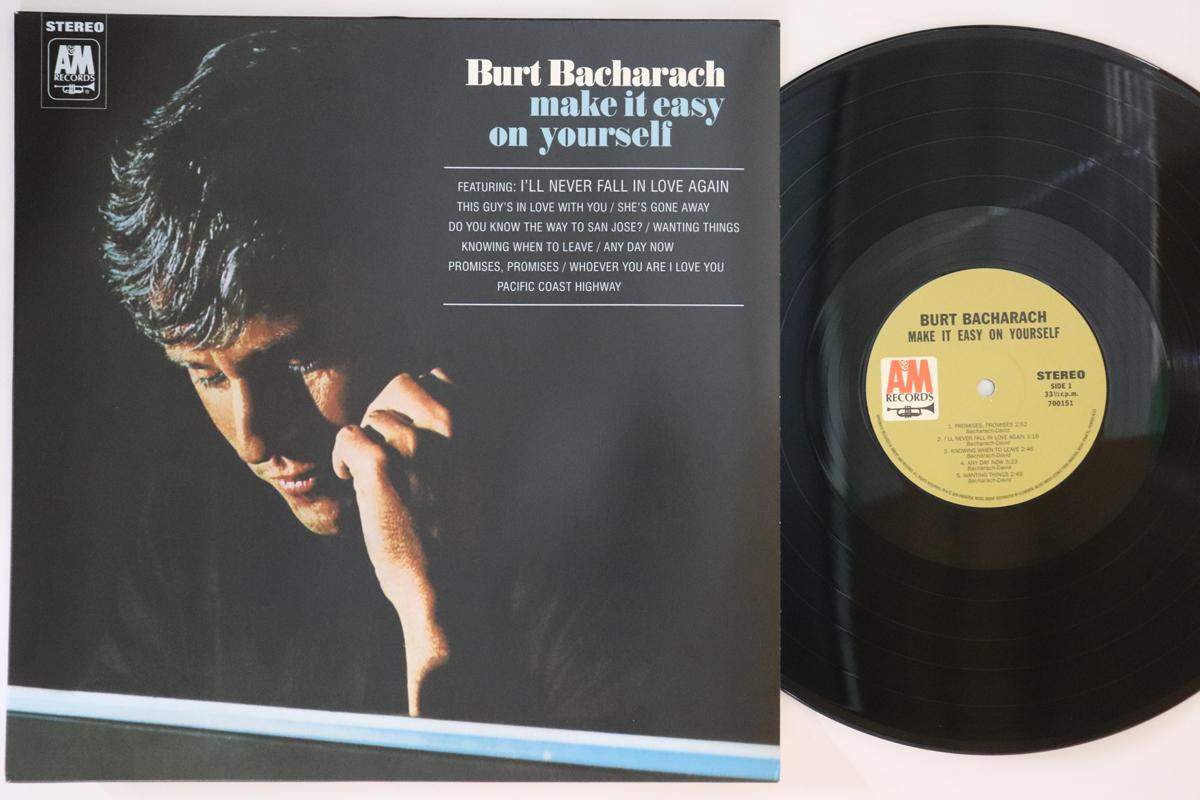 STEREO
A&M
RECORDS
®
Burt Bacharach
make it easy
on yourself
FEATURING: I'LL NEVER FALL IN LOVE AGAIN
THIS GUY'S IN LOVE WITH YOU / SHE'S GONE AWAY
DO YOU KNOW THE WAY TO SAN JOSE? / WANTING THINGS
KNOWING WHEN TO LEAVE / ANY DAY NOW
PROMISES, PROMISES / WHOEVER YOU ARE I LOVE YOU
PACIFIC COAST HIGHWAY
BURT BACHARACH
MAKE IT EASY ON YOURSELF
A&M
RECORDS
STEREO
SIDE 1
33⅓ r.p.m.
700151
1. PROMISES, PROMISES 2:52
Bacharach-David
2. I'LL NEVER FALL IN LOVE AGAIN 3:18
Bacharach-David
3. KNOWING WHEN TO LEAVE 2:46
Bacharach-David
4. ANY DAY NOW 3:23
Bacharach-David
5. WANTING THINGS 2:49
Bacharach-David